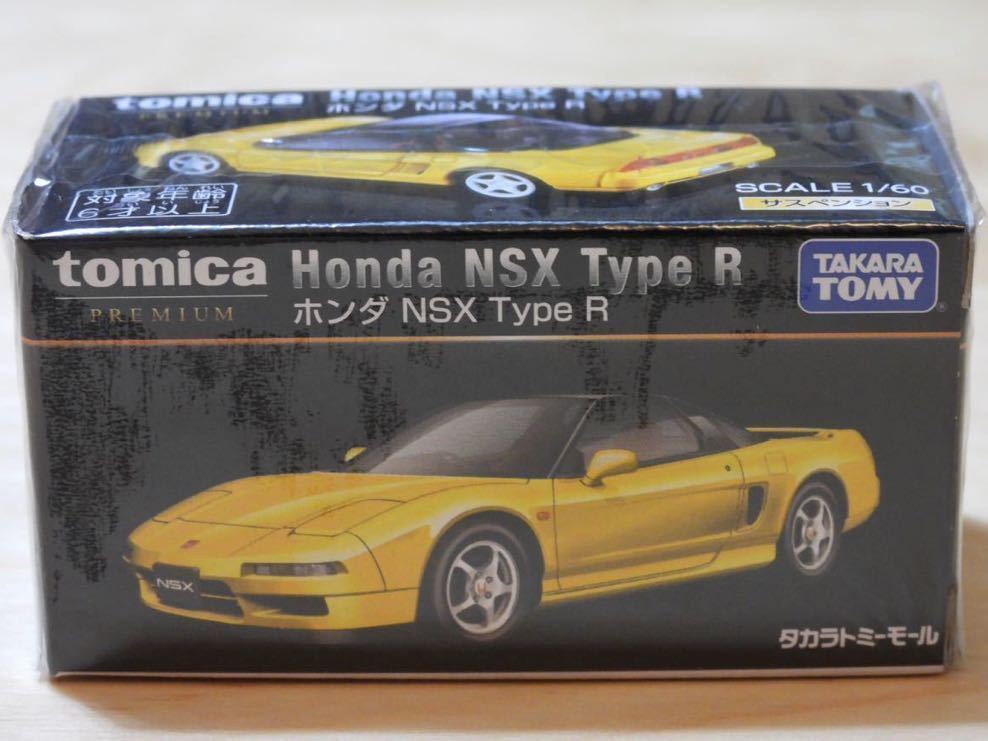 tomica Honda NSX Type R
PREMIUM ホンダ NSX Type R
対象年齢
6才以上
SCALE 1/60
サスペンション
tomica Honda NSX Type R
PREMIUM ホンダ NSX Type R
TAKARA
TOMY
NSX
タカラトミーモール